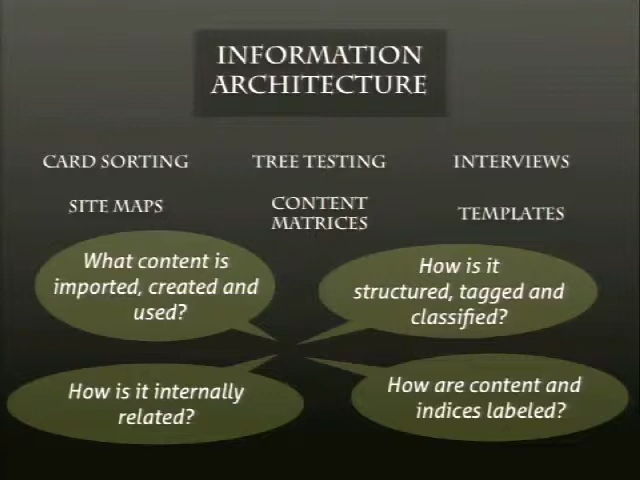 INFORMATION
ARCHITECTURE
CARD SORTING
TREE TESTING
INTERVIEWS
SITE MAPS
CONTENT
MATRICES
TEMPLATES
What content is
imported, created and
used?
How is it
structured, tagged and
classified?
How is it internally
related?
How are content and
indices labeled?